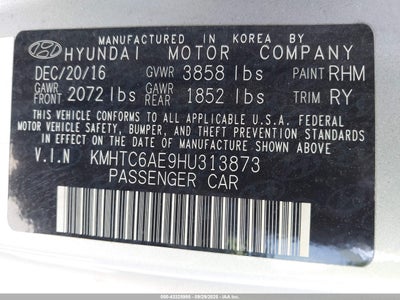 MANUFACTURED IN KOREA BY
HYUNDAI MOTOR COMPANY
DEC/20/16 GVWR 3858 lbs PAINT RHM
GAWR FRONT 2072 lbs GAWR REAR 1852 lbs TRIM RY
THIS VEHICLE CONFORMS TO ALL APPLICABLE U.S.A. FEDERAL
MOTOR VEHICLE SAFETY, BUMPER, AND THEFT PREVENTION STANDARDS
IN EFFECT ON THE DATE OF MANUFACTURE SHOWN ABOVE.
V.I.N KMHTC6AE9HU313873
PASSENGER CAR